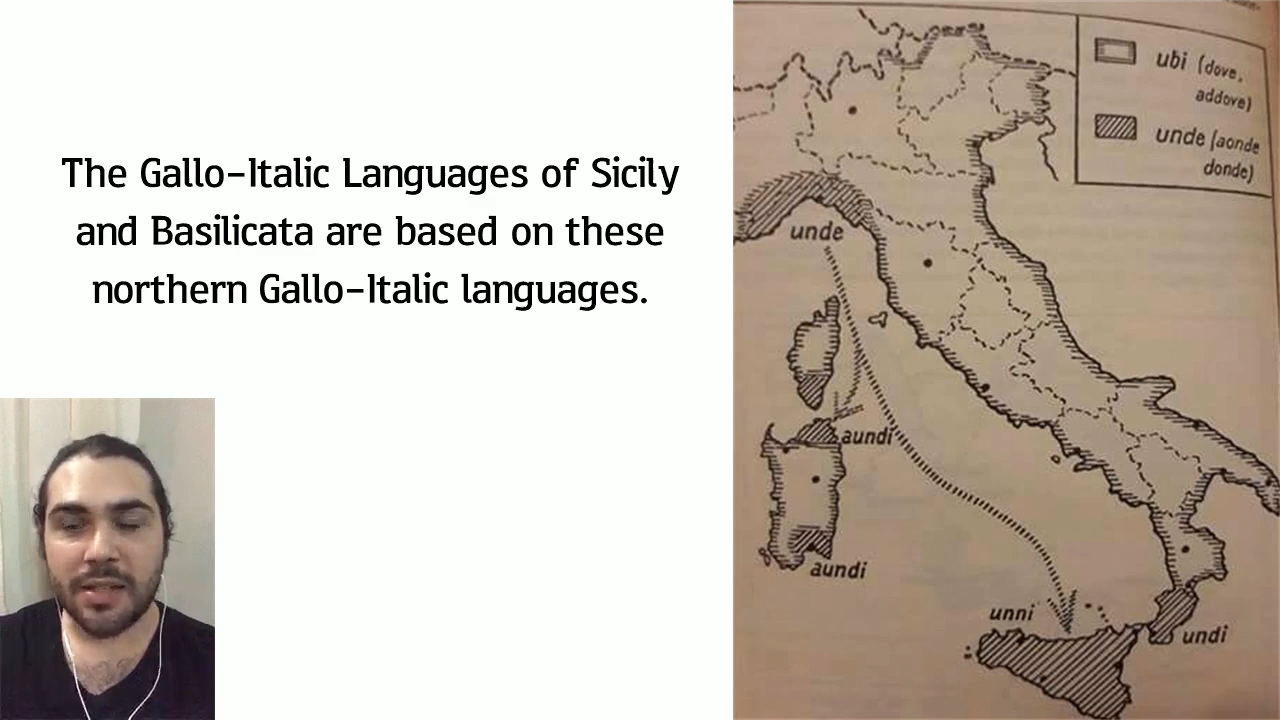 The Gallo-Italic Languages of Sicily
and Basilicata are based on these
northern Gallo-Italic languages.
ubi (dove,
addove)
unde (aonde
donde)
unde
aundi
aundi
unni
undi